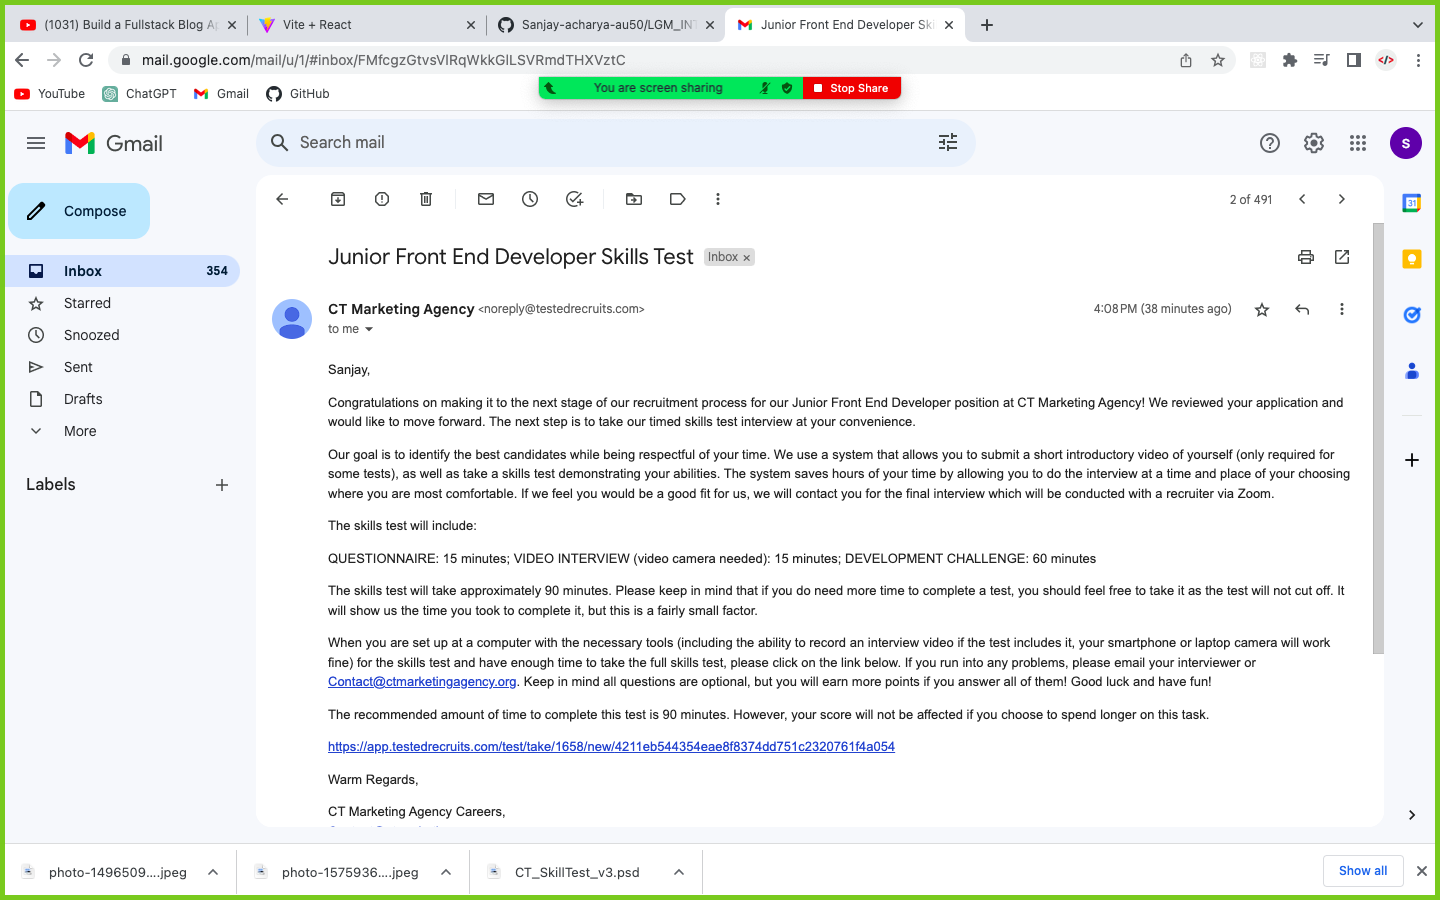 (1031) Build a Fullstack Blog Ap
Vite + React
Sanjay-acharya-au50/LGM_INT
Junior Front End Developer Ski
mail.google.com/mail/u/1/#inbox/FMfcgzGtvsVlRqWkkGlLSVRmdTHXVztC
YouTube
ChatGPT
Gmail
GitHub
You are screen sharing
Stop Share
Gmail
Search mail
S
Compose
2 of 491
31
Junior Front End Developer Skills Test
Inbox ×
Inbox 354
Starred
Snoozed
Sent
Drafts
More
Labels
CT Marketing Agency <noreply@testedrecruits.com>
4:08 PM (38 minutes ago)
to me
Sanjay,
Congratulations on making it to the next stage of our recruitment process for our Junior Front End Developer position at CT Marketing Agency! We reviewed your application and
would like to move forward. The next step is to take our timed skills test interview at your convenience.
Our goal is to identify the best candidates while being respectful of your time. We use a system that allows you to submit a short introductory video of yourself (only required for
some tests), as well as take a skills test demonstrating your abilities. The system saves hours of your time by allowing you to do the interview at a time and place of your choosing
where you are most comfortable. If we feel you would be a good fit for us, we will contact you for the final interview which will be conducted with a recruiter via Zoom.
The skills test will include:
QUESTIONNAIRE: 15 minutes; VIDEO INTERVIEW (video camera needed): 15 minutes; DEVELOPMENT CHALLENGE: 60 minutes
The skills test will take approximately 90 minutes. Please keep in mind that if you do need more time to complete a test, you should feel free to take it as the test will not cut off. It
will show us the time you took to complete it, but this is a fairly small factor.
When you are set up at a computer with the necessary tools (including the ability to record an interview video if the test includes it, your smartphone or laptop camera will work
fine) for the skills test and have enough time to take the full skills test, please click on the link below. If you run into any problems, please email your interviewer or
Contact@ctmarketingagency.org. Keep in mind all questions are optional, but you will earn more points if you answer all of them! Good luck and have fun!
The recommended amount of time to complete this test is 90 minutes. However, your score will not be affected if you choose to spend longer on this task.
https://app.testedrecruits.com/test/take/1658/new/4211eb544354eae8f8374dd751c2320761f4a054
Warm Regards,
CT Marketing Agency Careers,
photo-1496509....jpeg
photo-1575936....jpeg
CT_SkillTest_v3.psd
Show all